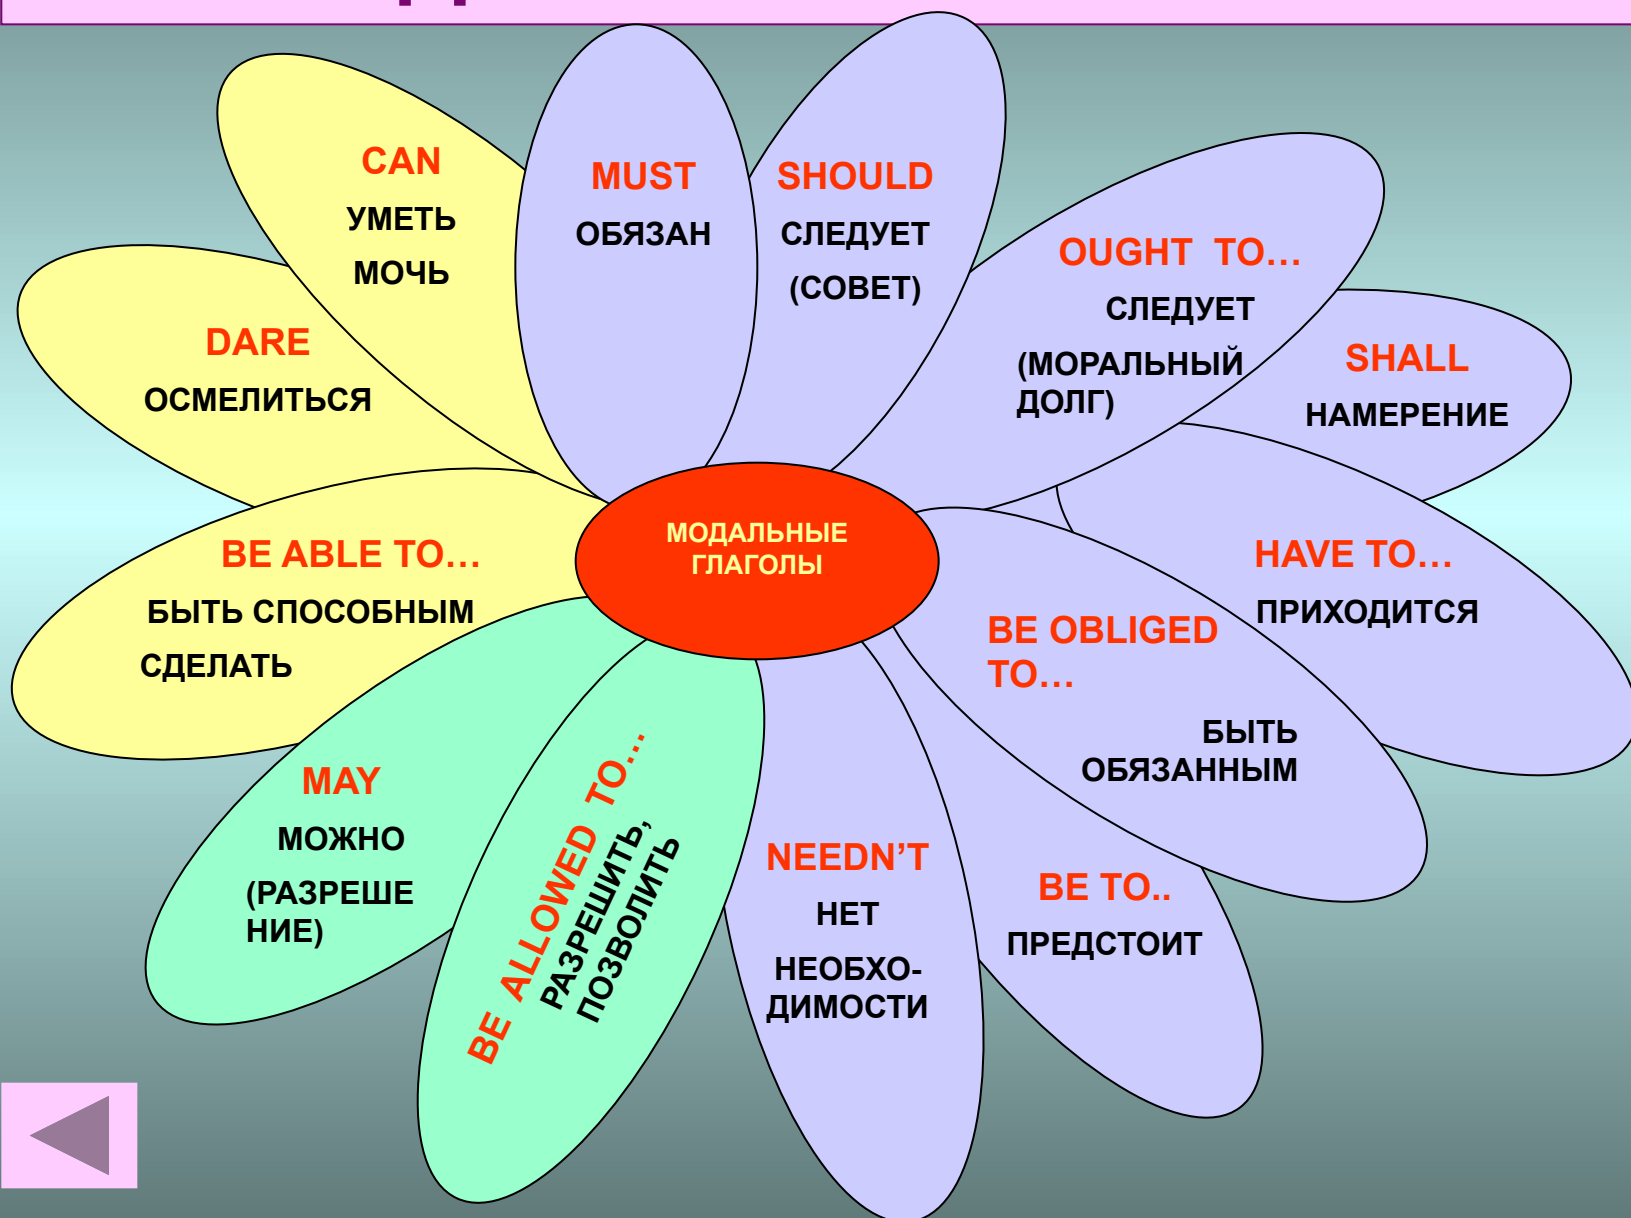 CAN
УМЕТЬ
МОЧЬ
MUST
ОБЯЗАН
SHOULD
СЛЕДУЕТ
(СОВЕТ)
OUGHT TO...
СЛЕДУЕТ
(МОРАЛЬНЫЙ
ДОЛГ)
SHALL
НАМЕРЕНИЕ
DARE
ОСМЕЛИТЬСЯ
BE ABLE TO...
БЫТЬ СПОСОБНЫМ
СДЕЛАТЬ
МОДАЛЬНЫЕ
ГЛАГОЛЫ
HAVE TO...
ПРИХОДИТСЯ
BE OBLIGED
TO...
БЫТЬ
ОБЯЗАННЫМ
MAY
МОЖНО
(РАЗРЕШЕ
НИЕ)
BE ALLOWED TO...
РАЗРЕШИТЬ,
ПОЗВОЛИТЬ
NEEDN’T
НЕТ
НЕОБХО-
ДИМОСТИ
BE TO..
ПРЕДСТОИТ